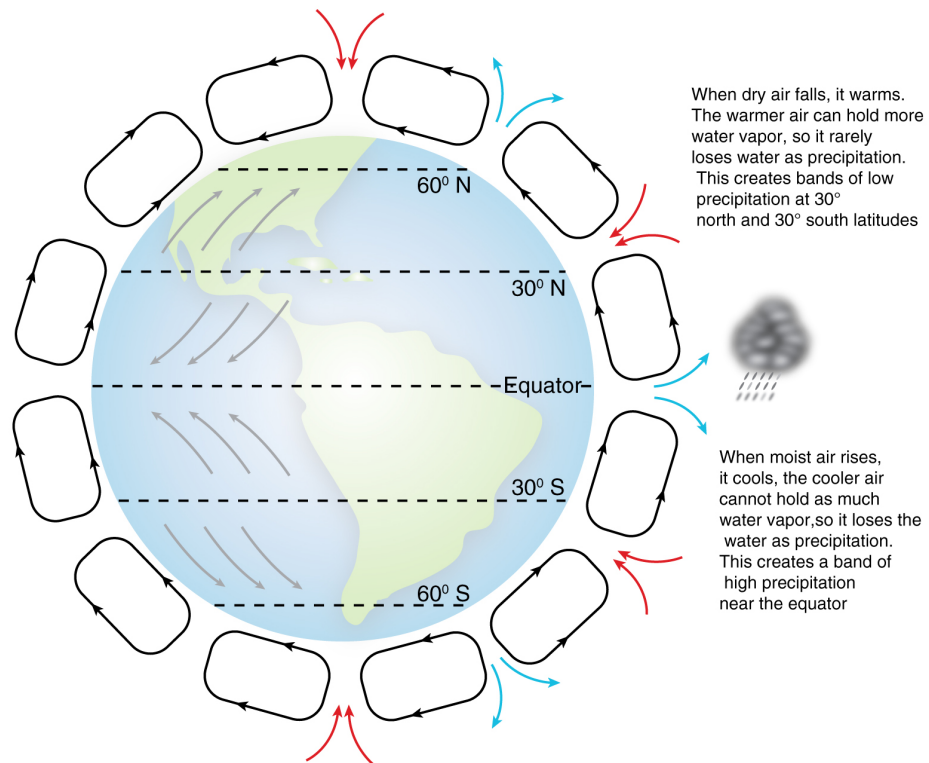 When dry air falls, it warms.
The warmer air can hold more
water vapor, so it rarely
loses water as precipitation.
This creates bands of low
precipitation at 30°
north and 30° south latitudes
60⁰ N
30⁰ N
Equator
When moist air rises,
it cools, the cooler air
cannot hold as much
water vapor,so it loses the
water as precipitation.
This creates a band of
high precipitation
near the equator
30⁰ S
60⁰ S